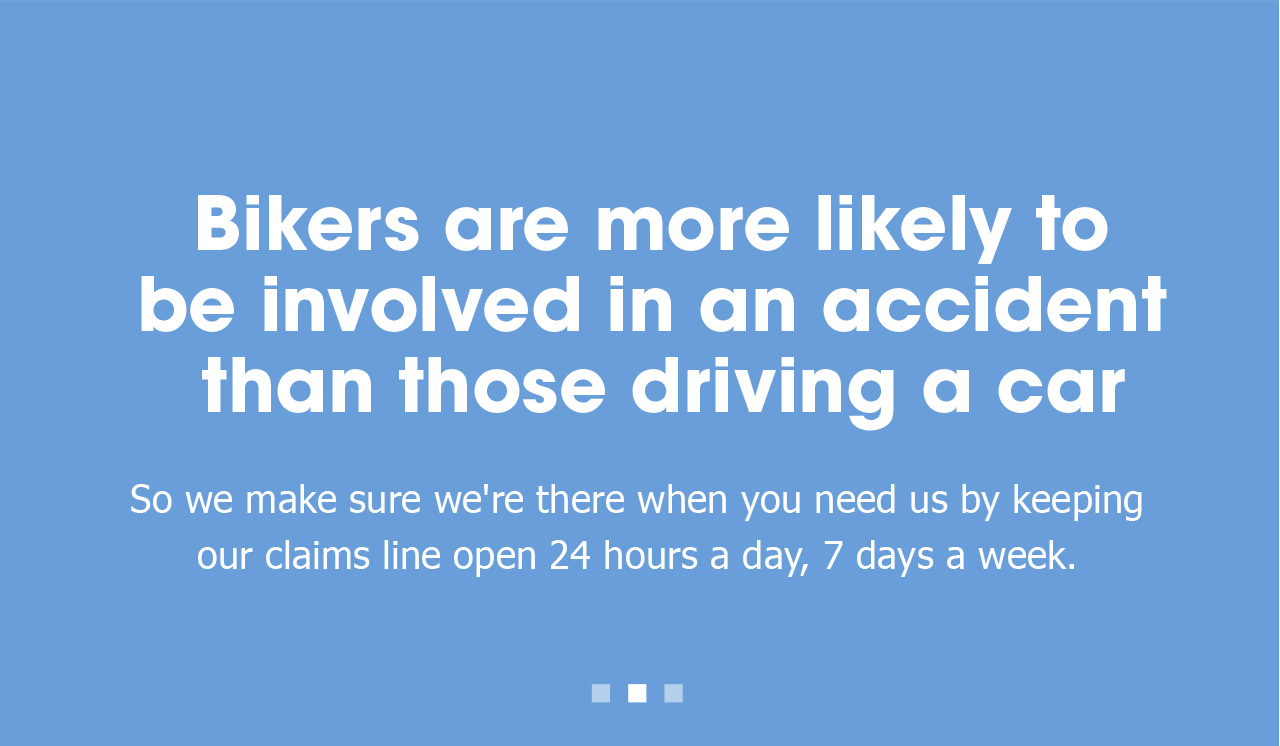 Bikers are more likely to
be involved in an accident
than those driving a car
So we make sure we're there when you need us by keeping
our claims line open 24 hours a day, 7 days a week.